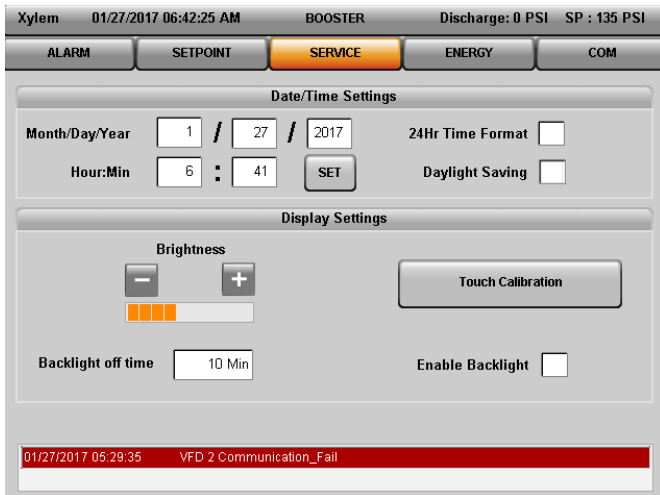 Xylem 01/27/2017 06:42:25 AM BOOSTER Discharge: 0 PSI SP : 135 PSI
ALARM SETPOINT SERVICE ENERGY COM
Date/Time Settings
Month/Day/Year 1 / 27 / 2017 24Hr Time Format
Hour:Min 6 : 41 SET Daylight Saving
Display Settings
Brightness
- +
Touch Calibration
Backlight off time 10 Min Enable Backlight
01/27/2017 05:29:35 VFD 2 Communication_Fail